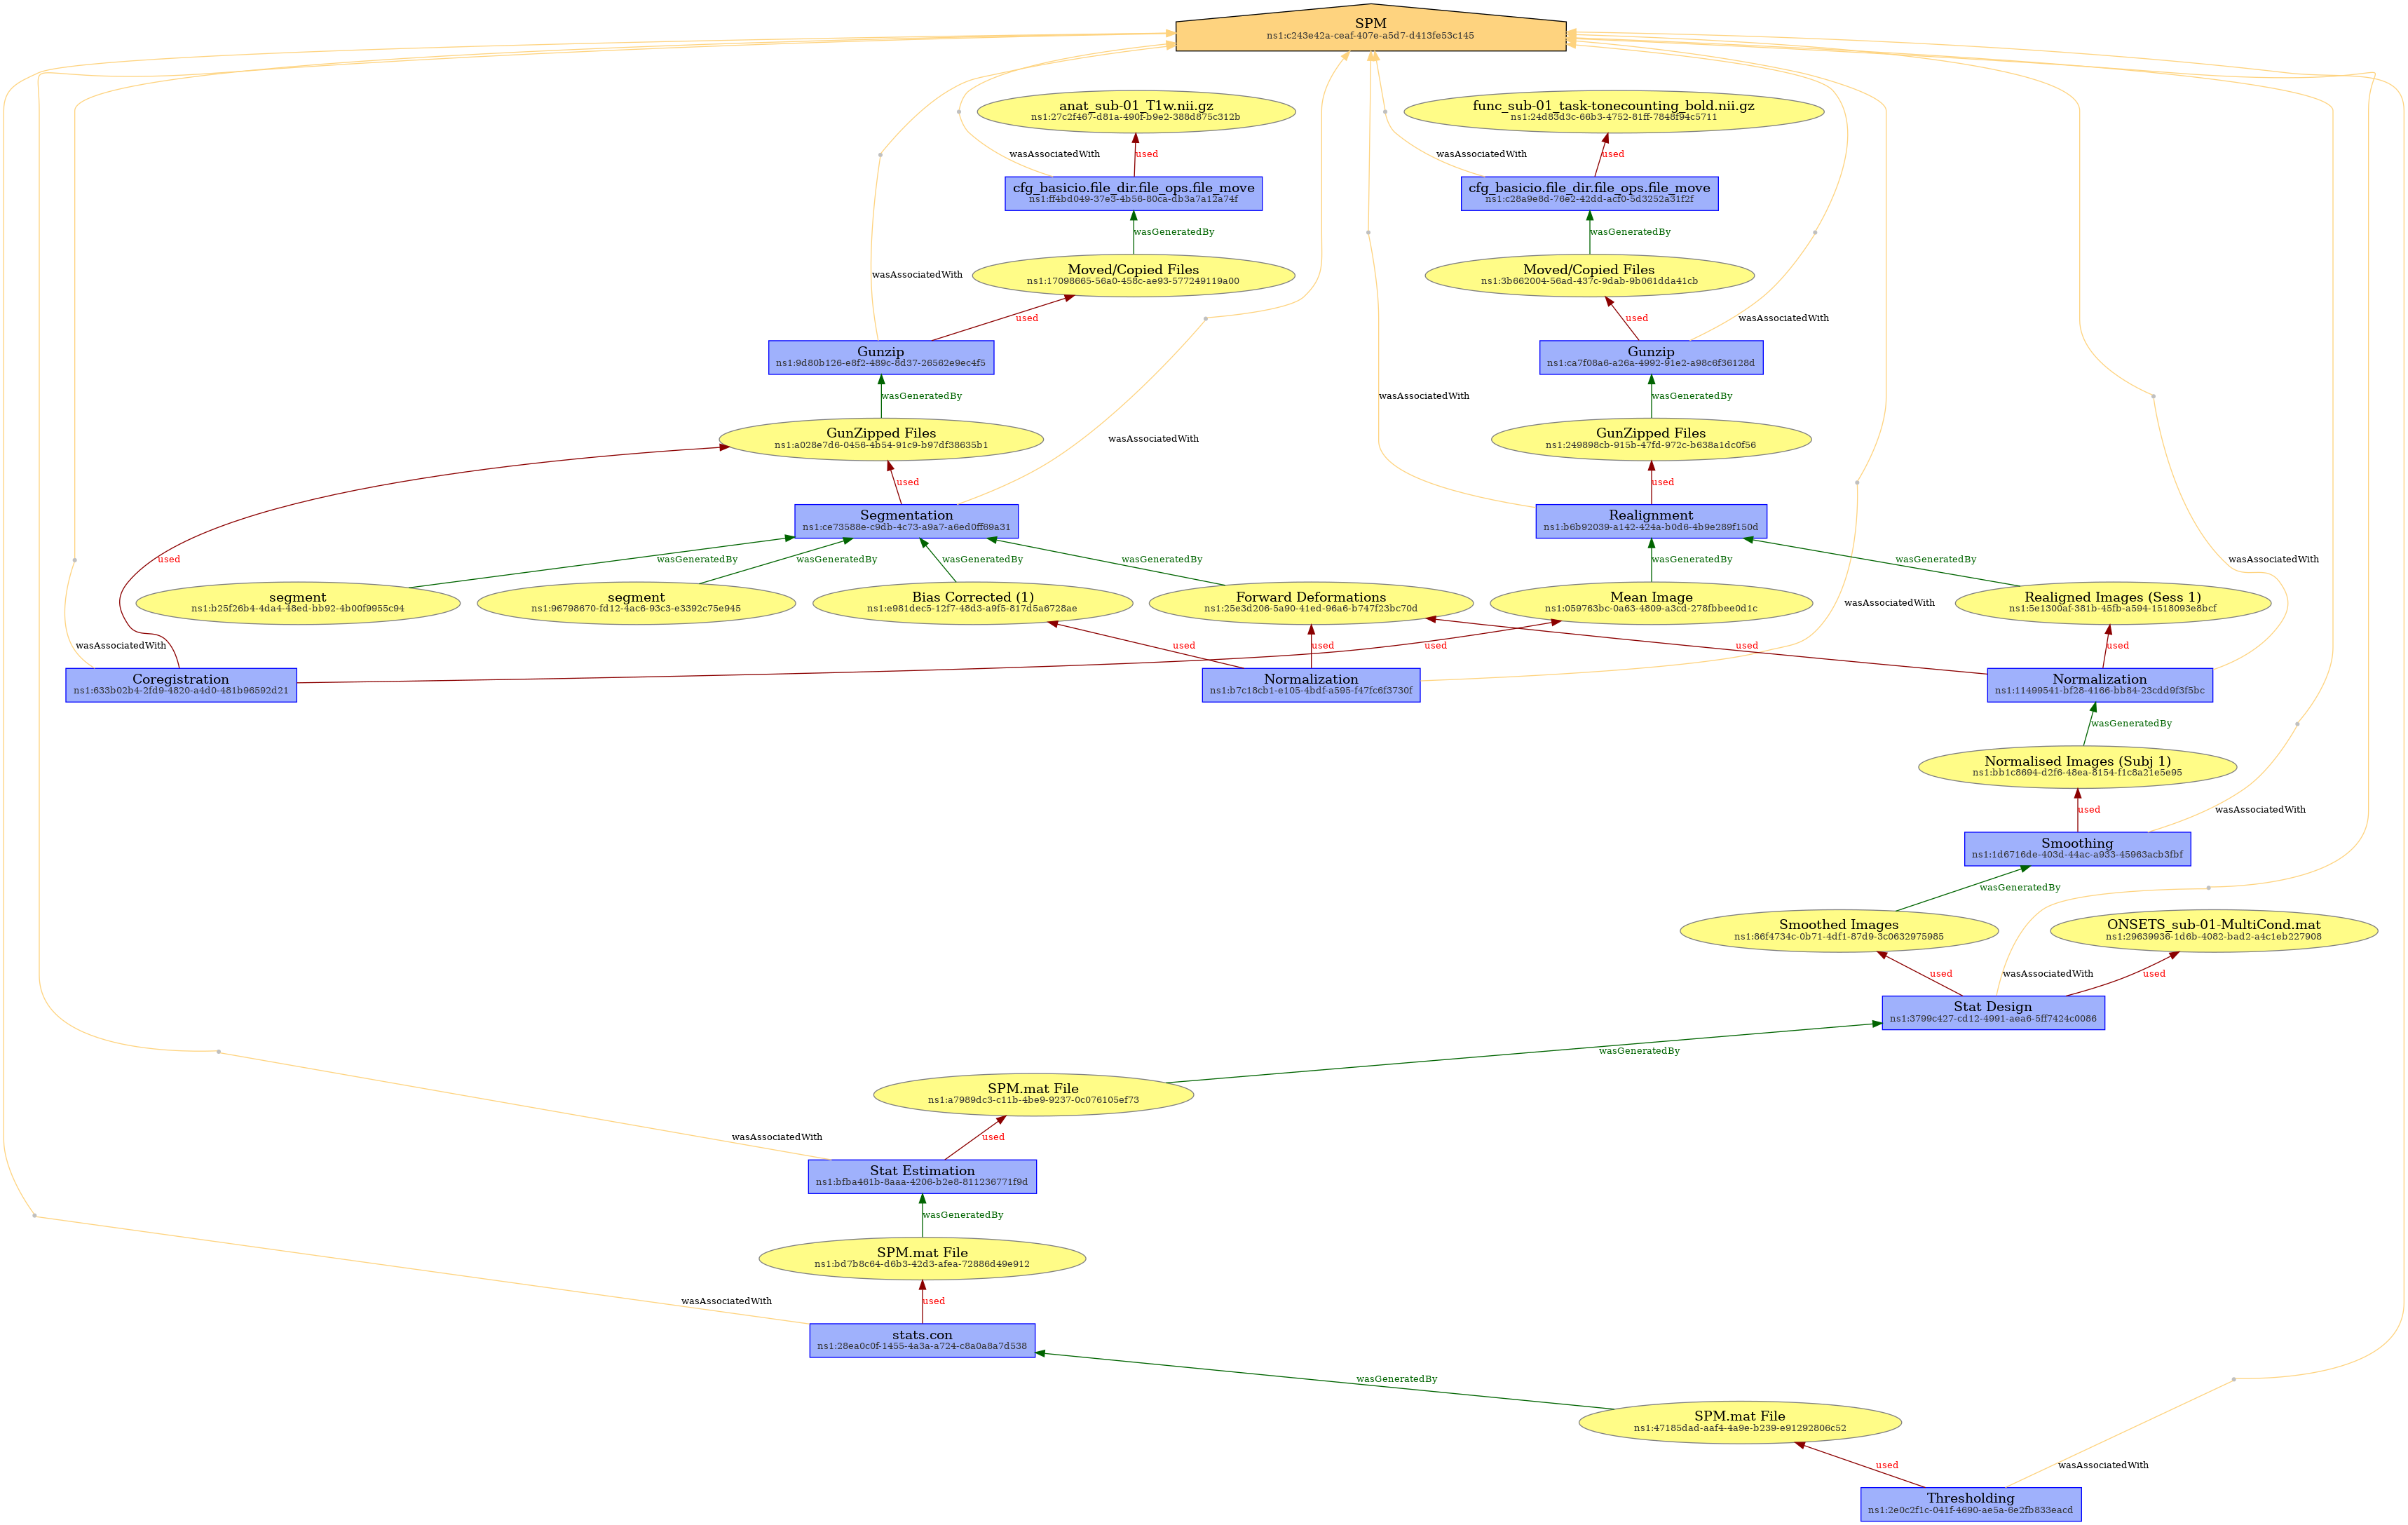 SPM
ns1:c243e42a-ceaf-407e-a5d7-d413fe53c145
anat_sub-01_T1w.nii.gz
ns1:27c2f467-d81a-490f-b9e2-388d875c312b
func_sub-01_task-tonecounting_bold.nii.gz
ns1:24d83d3c-66b3-4752-81ff-7848f94c5711
wasAssociatedWith
used
wasAssociatedWith
used
cfg_basicio.file_dir.file_ops.file_move
ns1:ff4bd049-37e3-4b56-80ca-db3a7a12a74f
cfg_basicio.file_dir.file_ops.file_move
ns1:c28a9e8d-76e2-42dd-acf0-5d3252a31f2f
wasGeneratedBy
wasGeneratedBy
wasAssociatedWith
Moved/Copied Files
ns1:17098665-56a0-458c-ae93-577249119a00
Moved/Copied Files
ns1:3b662004-56ad-437c-9dab-9b061dda41cb
used
used
wasAssociatedWith
Gunzip
ns1:9d80b126-e8f2-489c-8d37-26562e9ec4f5
Gunzip
ns1:ca7f08a6-a26a-4992-91e2-a98c6f36128d
wasGeneratedBy
wasAssociatedWith
wasGeneratedBy
GunZipped Files
ns1:a028e7d6-0456-4b54-91c9-b97df38635b1
wasAssociatedWith
GunZipped Files
ns1:249898cb-915b-47fd-972c-b638a1dc0f56
used
used
Segmentation
ns1:ce73588e-c9db-4c73-a9a7-a6ed0ff69a31
Realignment
ns1:b6b92039-a142-424a-b0d6-4b9e289f150d
used
wasGeneratedBy
wasGeneratedBy
wasGeneratedBy
wasGeneratedBy
wasGeneratedBy
wasGeneratedBy
wasAssociatedWith
segment
ns1:b25f26b4-4da4-48ed-bb92-4b00f9955c94
segment
ns1:96798670-fd12-4ac6-93c3-e3392c75e945
Bias Corrected (1)
ns1:e981dec5-12f7-48d3-a9f5-817d5a6728ae
Forward Deformations
ns1:25e3d206-5a90-41ed-96a6-b747f23bc70d
Mean Image
ns1:059763bc-0a63-4809-a3cd-278fbbee0d1c
wasAssociatedWith
Realigned Images (Sess 1)
ns1:5e1300af-381b-45fb-a594-1518093e8bcf
wasAssociatedWith
used
used
used
used
used
Coregistration
ns1:633b02b4-2fd9-4820-a4d0-481b96592d21
Normalization
ns1:b7c18cb1-e105-4bdf-a595-f47fc6f3730f
Normalization
ns1:11499541-bf28-4166-bb84-23cdd9f3f5bc
wasGeneratedBy
Normalised Images (Subj 1)
ns1:bb1c8694-d2f6-48ea-8154-f1c8a21e5e95
used
wasAssociatedWith
Smoothing
ns1:1d6716de-403d-44ac-a933-45963acb3fbf
wasGeneratedBy
Smoothed Images
ns1:86f4734c-0b71-4df1-87d9-3c0632975985
ONSETS_sub-01-MultiCond.mat
ns1:29639936-1d6b-4082-bad2-a4c1eb227908
used
wasAssociatedWith
used
Stat Design
ns1:3799c427-cd12-4991-aea6-5ff7424c0086
wasGeneratedBy
SPM.mat File
ns1:a7989dc3-c11b-4be9-9237-0c076105ef73
wasAssociatedWith
used
Stat Estimation
ns1:bfba461b-8aaa-4206-b2e8-811236771f9d
wasGeneratedBy
SPM.mat File
ns1:bd7b8c64-d6b3-42d3-afea-72886d49e912
wasAssociatedWith
used
stats.con
ns1:28ea0c0f-1455-4a3a-a724-c8a0a8a7d538
wasGeneratedBy
SPM.mat File
ns1:47185dad-aaf4-4a9e-b239-e91292806c52
used
wasAssociatedWith
Thresholding
ns1:2e0c2f1c-041f-4690-ae5a-6e2fb833eacd